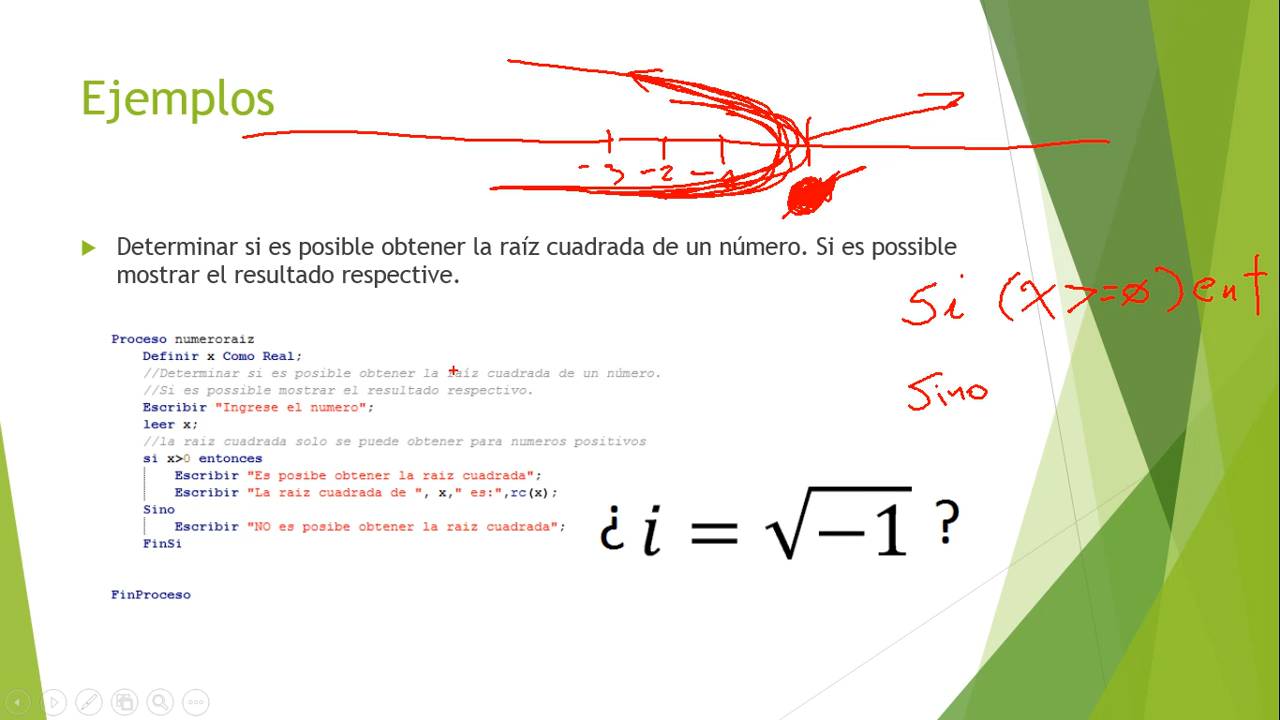 Ejemplos
-3 -2 -1
Determinar si es posible obtener la raíz cuadrada de un número. Si es possible
mostrar el resultado respective.
Si (x >= 0) ent
Sino
Proceso numeroraiz
Definir x Como Real;
//Determinar si es posible obtener la raíz cuadrada de un número.
//Si es possible mostrar el resultado respectivo.
Escribir "Ingrese el numero";
leer x;
//la raiz cuadrada solo se puede obtener para numeros positivos
si x>0 entonces
Escribir "Es posibe obtener la raiz cuadrada";
Escribir "La raiz cuadrada de ", x," es:",rc(x);
Sino
Escribir "NO es posibe obtener la raiz cuadrada";
FinSi
FinProceso
¿ i = √-1 ?